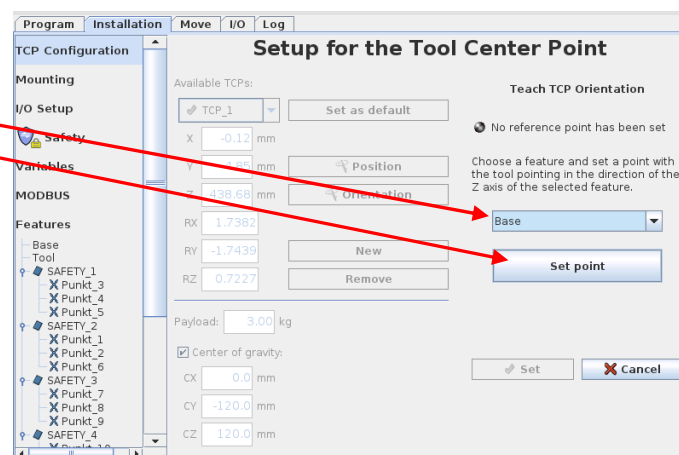 Program Installation Move I/O Log
TCP Configuration
Mounting
I/O Setup
Safety
Variables
MODBUS
Features
Base
Tool
SAFETY_1
Punkt_3
Punkt_4
Punkt_5
SAFETY_2
Punkt_1
Punkt_2
Punkt_6
SAFETY_3
Punkt_7
Punkt_8
Punkt_9
SAFETY_4
Setup for the Tool Center Point
Available TCPs:
TCP_1 Set as default
X -0.12 mm
Y mm Position
Z 438.68 mm Orientation
RX 1.7382
RY -1.7439 New
RZ 0.7227 Remove
Payload: 3.00 kg
Center of gravity:
CX 0.0 mm
CY -120.0 mm
CZ 120.0 mm
Teach TCP Orientation
No reference point has been set
Choose a feature and set a point with
the tool pointing in the direction of the
Z axis of the selected feature.
Base
Set point
Set Cancel